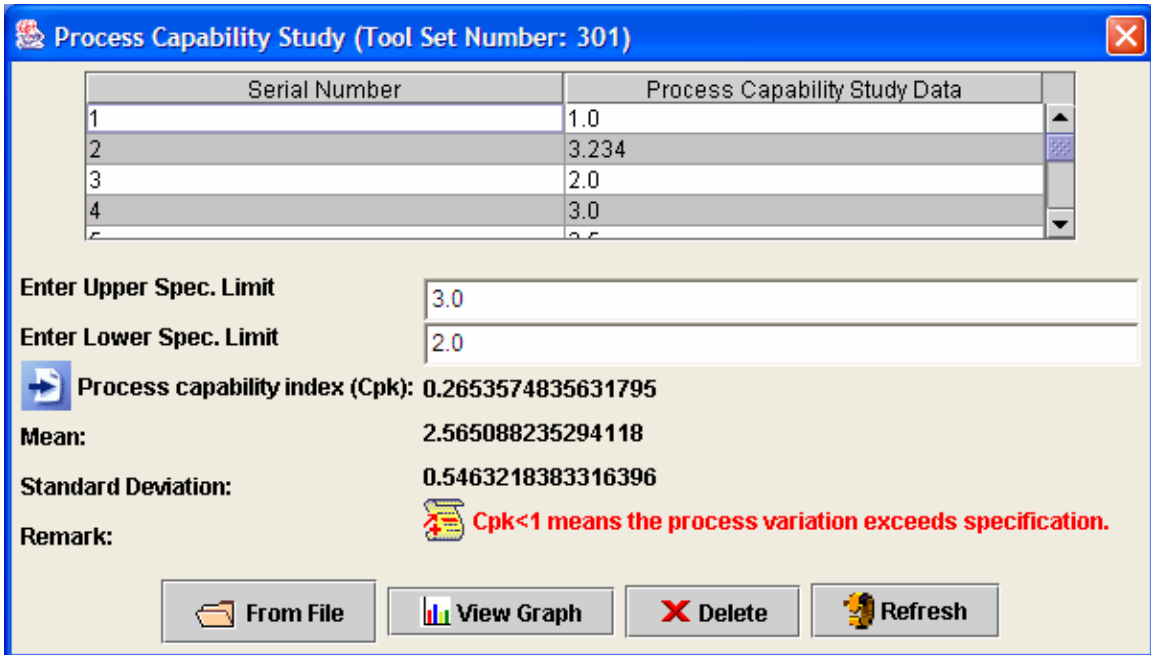 Process Capability Study (Tool Set Number: 301)
Serial Number Process Capability Study Data
1 1.0
2 3.234
3 2.0
4 3.0
Enter Upper Spec. Limit 3.0
Enter Lower Spec. Limit 2.0
Process capability index (Cpk): 0.2653574835631795
Mean: 2.565088235294118
Standard Deviation: 0.5463218383316396
Remark: Cpk<1 means the process variation exceeds specification.
From File View Graph Delete Refresh